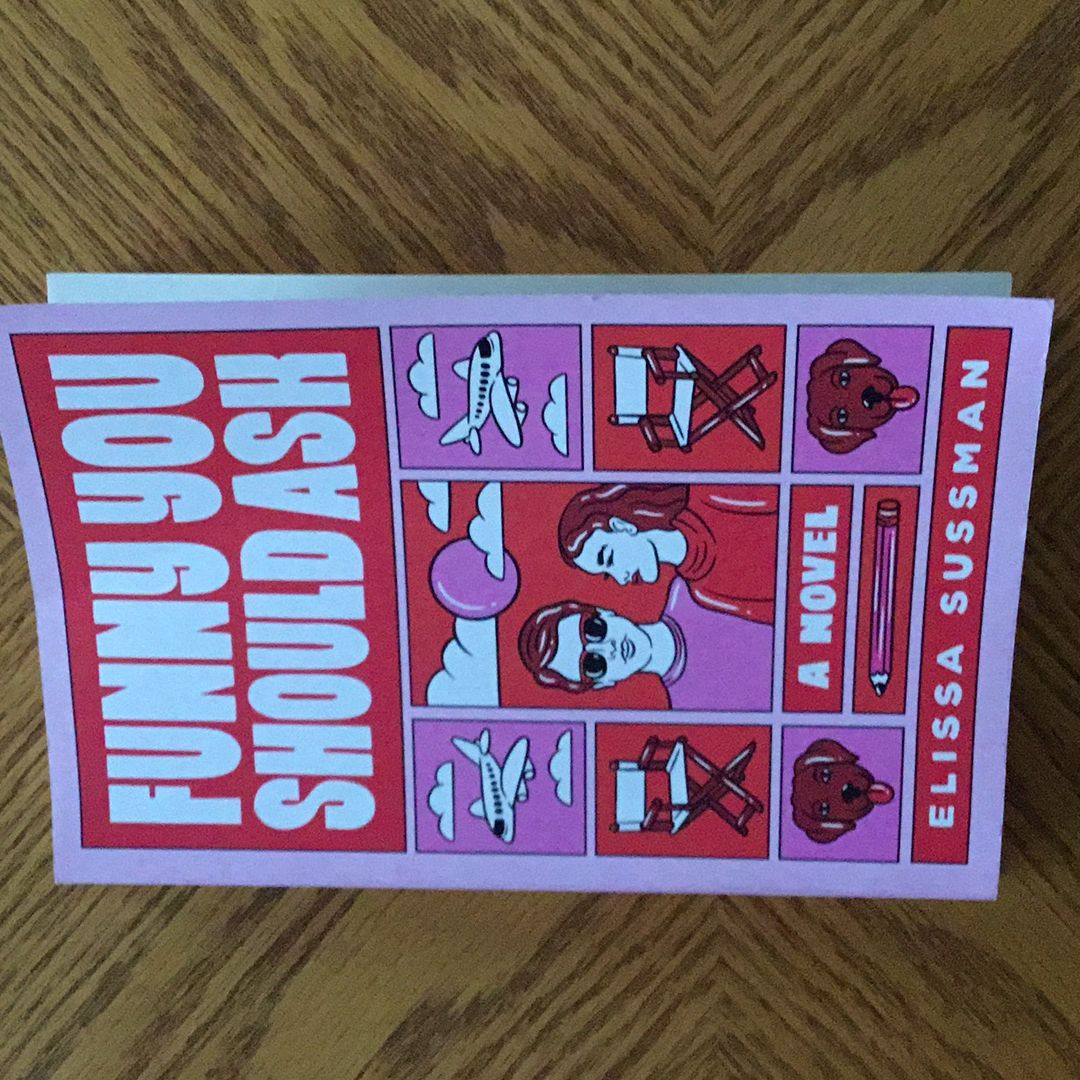 FUNNY YOU
SHOULD ASK
A NOVEL
ELISSA SUSSMAN